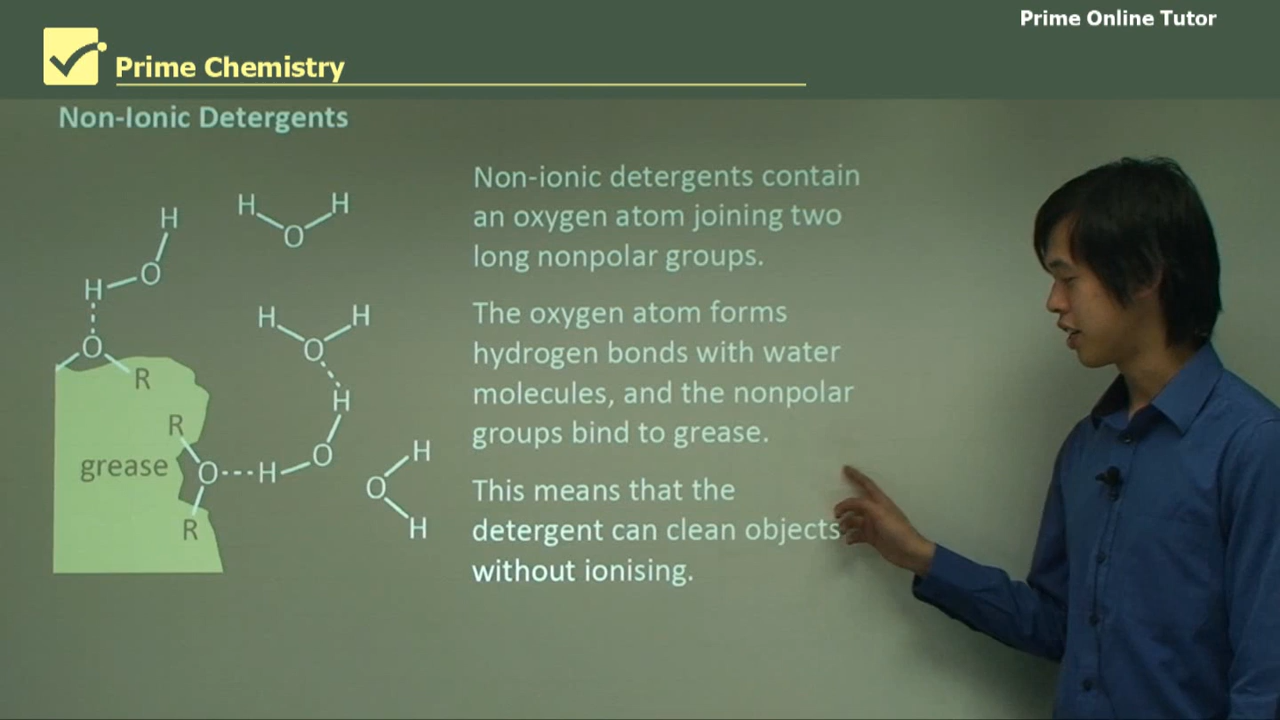 Prime Online Tutor
Prime Chemistry
Non-Ionic Detergents
H
H
H
H
O
O
H
O
R
H
H
O
H
R
grease
O
H
O
R
H
O
H
Non-ionic detergents contain
an oxygen atom joining two
long nonpolar groups.
The oxygen atom forms
hydrogen bonds with water
molecules, and the nonpolar
groups bind to grease.
This means that the
detergent can clean objects
without ionising.